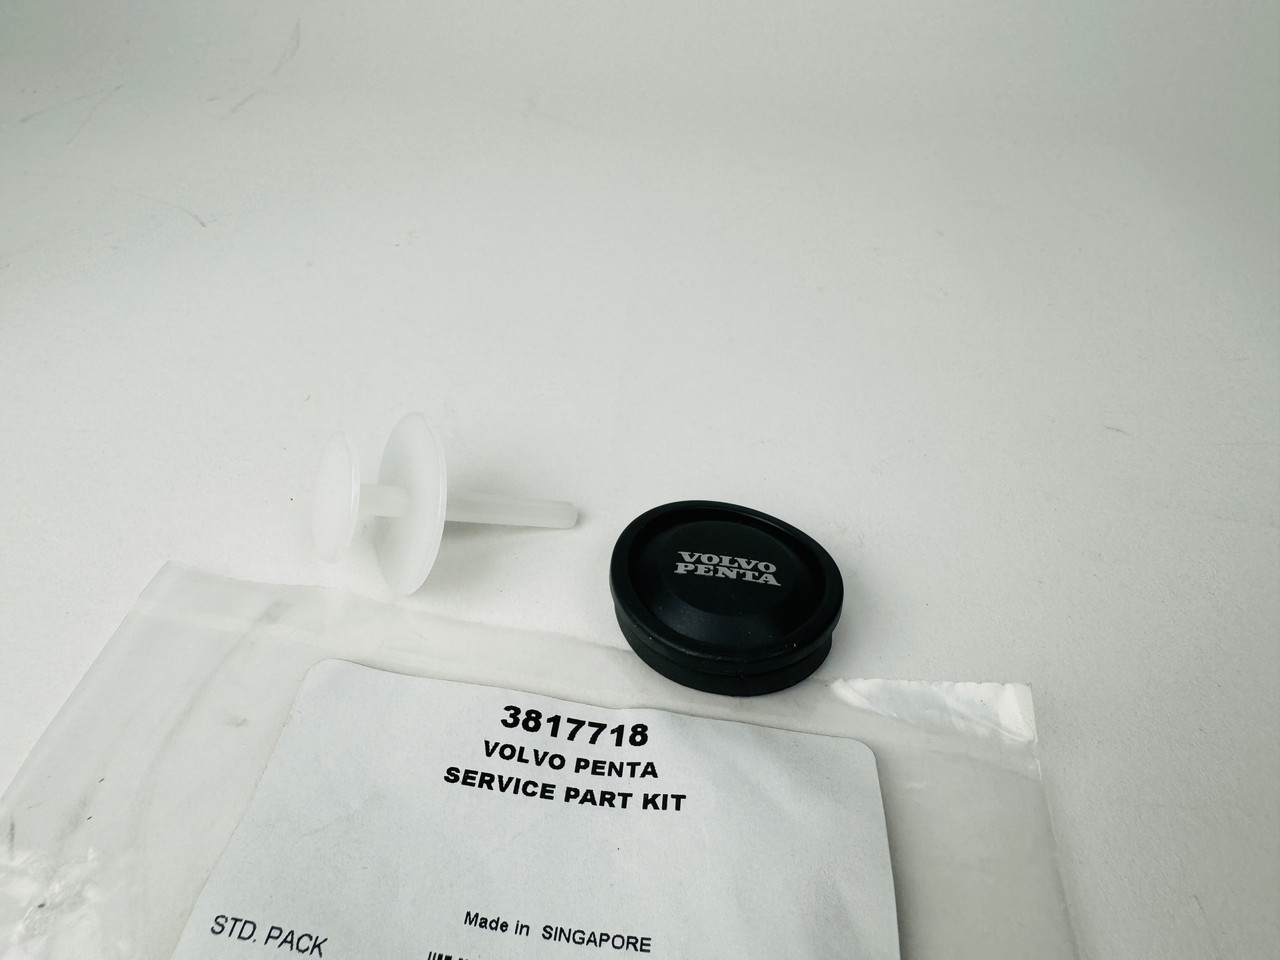 VOLVO
PENTA
3817718
VOLVO PENTA
SERVICE PART KIT
Made in SINGAPORE
STD. PACK